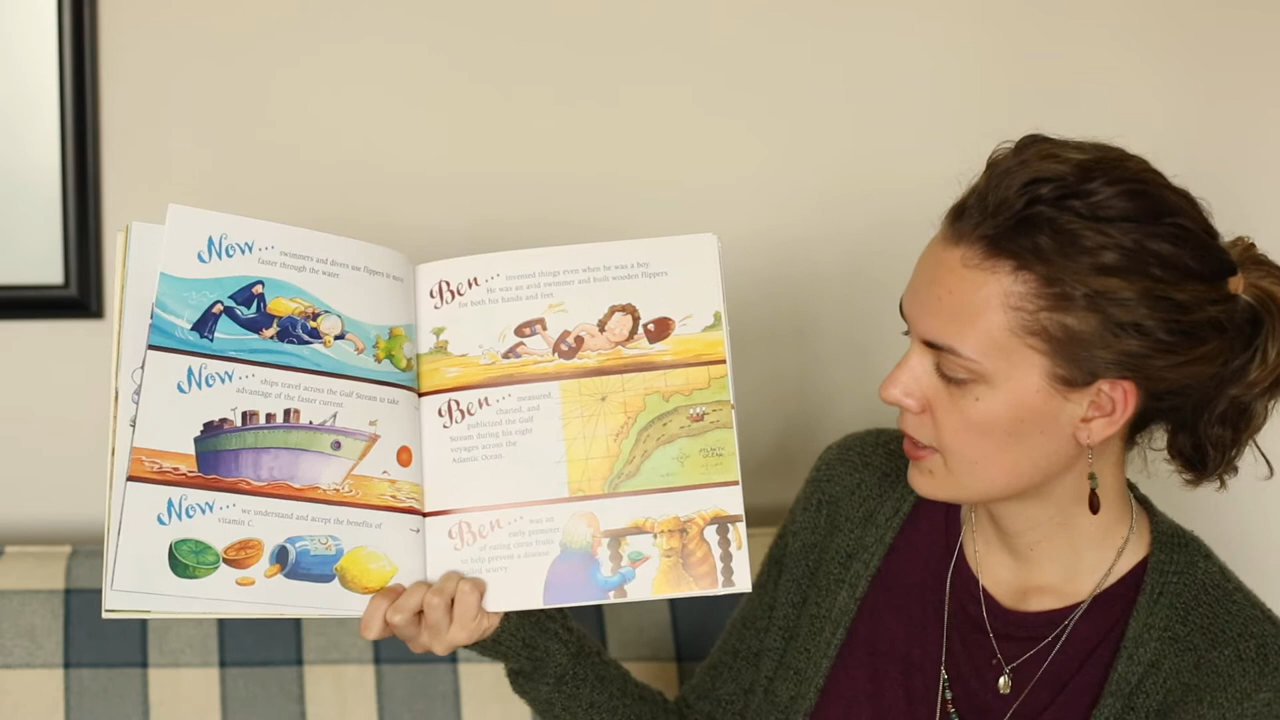 Now... swimmers and divers use flippers to move
faster through the water.
Now... ships travel across the Gulf Stream to take
advantage of the faster current.
Now... we understand and accept the benefits of
vitamin C.
Ben... invented things even when he was a boy.
He was an avid swimmer and built wooden flippers
for both his hands and feet.
Ben... measured,
charted, and
publicized the Gulf
Stream during his eight
voyages across the
Atlantic Ocean.
ATLANTIC
OCEAN
Ben... was an
early promoter
of eating citrus fruits
to help prevent a disease
called scurvy.